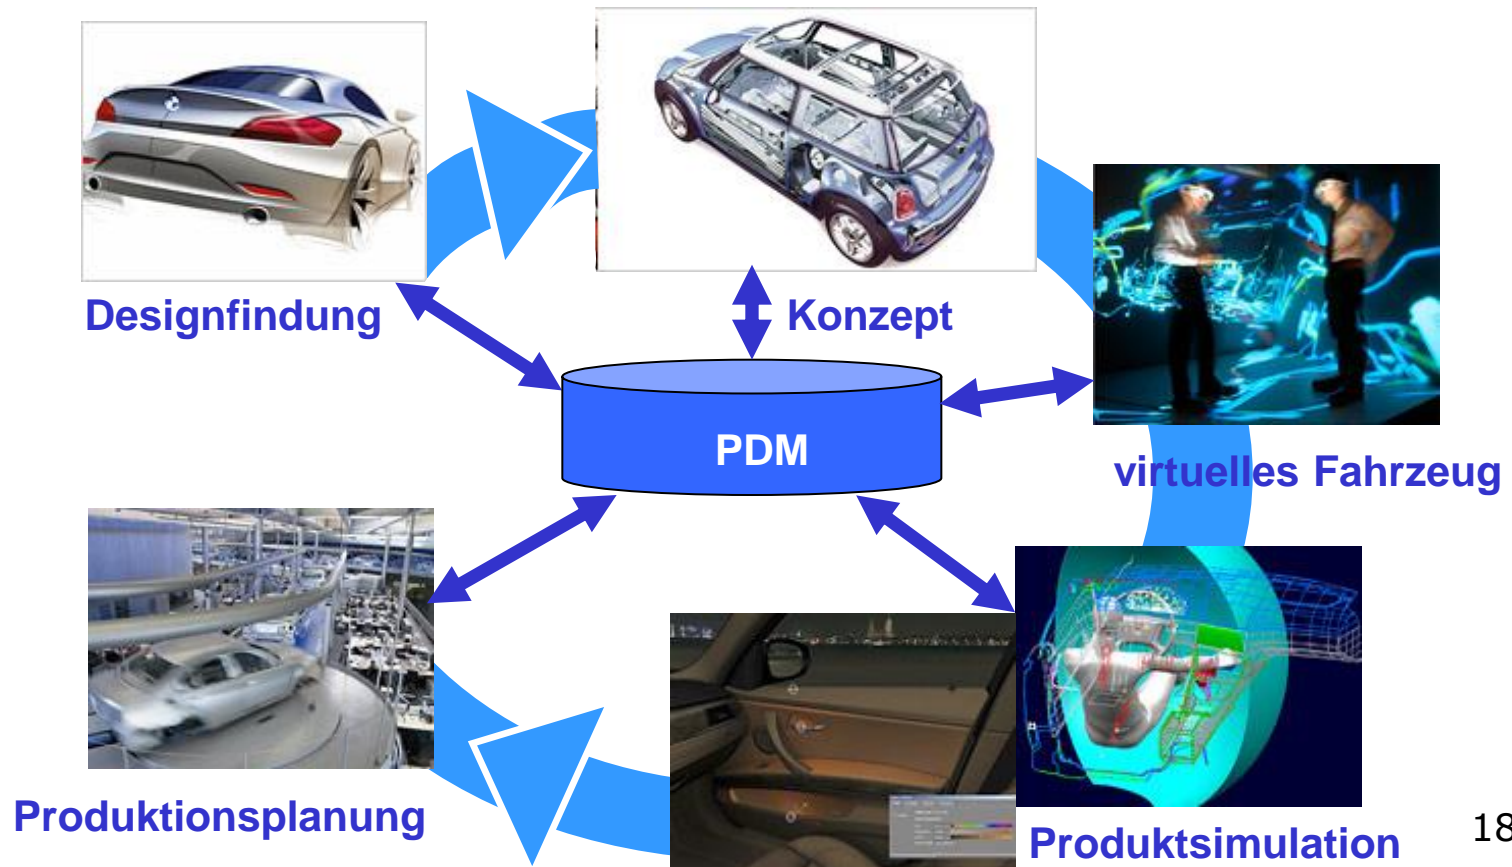 Designfindung
Konzept
PDM
virtuelles Fahrzeug
Produktionsplanung
Produktsimulation
18